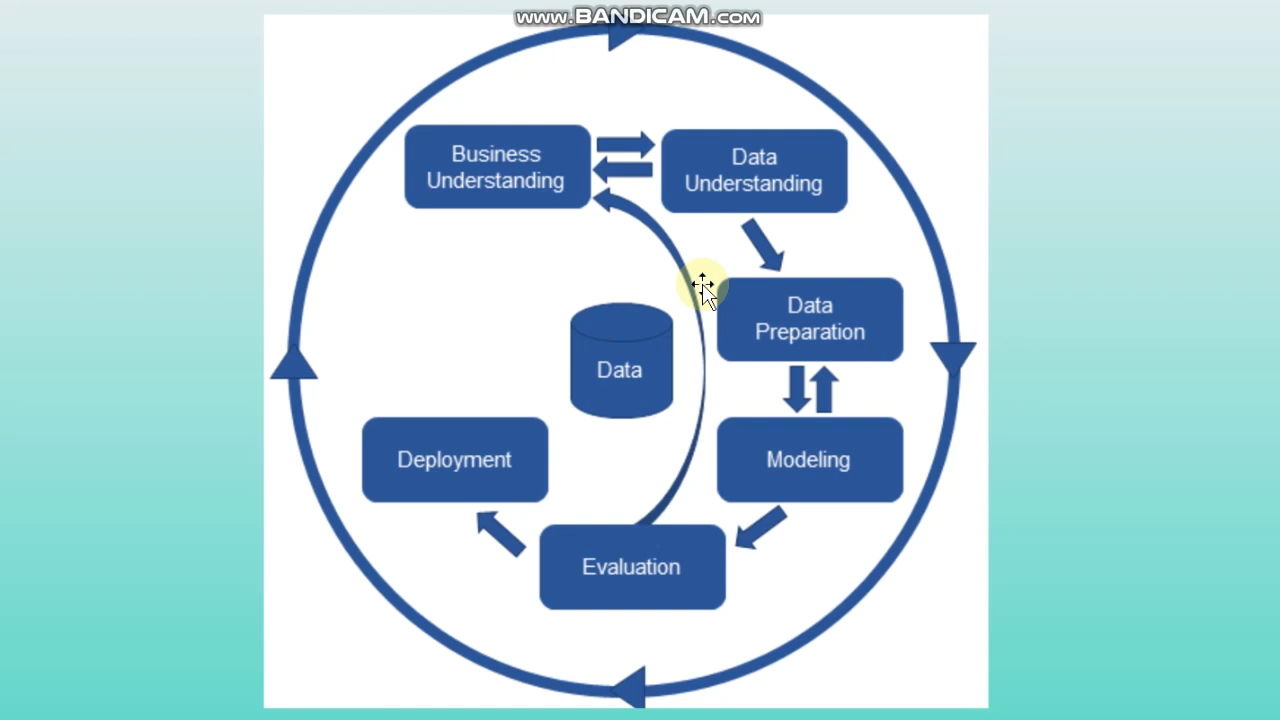 www.BANDICAM.com
Business
Understanding
Data
Understanding
Data
Preparation
Data
Modeling
Deployment
Evaluation